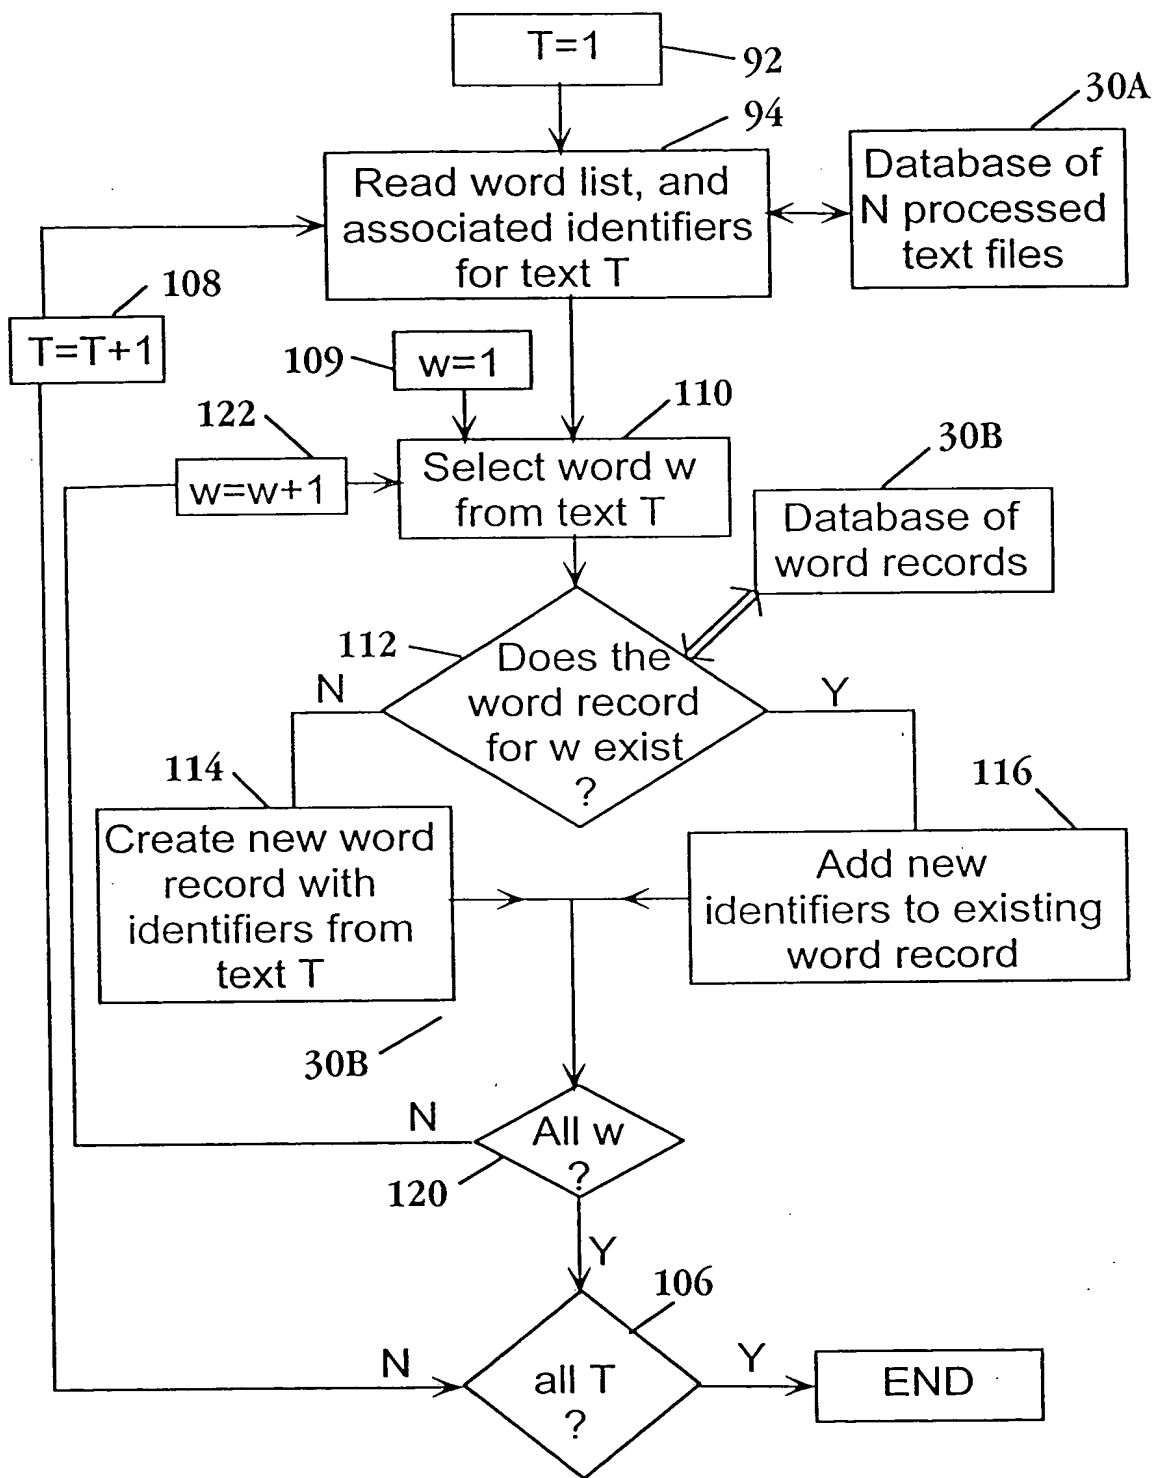 T=1
92
94
30A
Read word list, and
associated identifiers
for text T
Database of
N processed
text files
108
T=T+1
109
w=1
110
122
w=w+1
Select word w
from text T
30B
Database of
word records
112
Does the
word record
for w exist
?
N
Y
114
116
Create new word
record with
identifiers from
text T
Add new
identifiers to existing
word record
30B
N
All w
?
120
Y
106
N
all T
?
Y
END